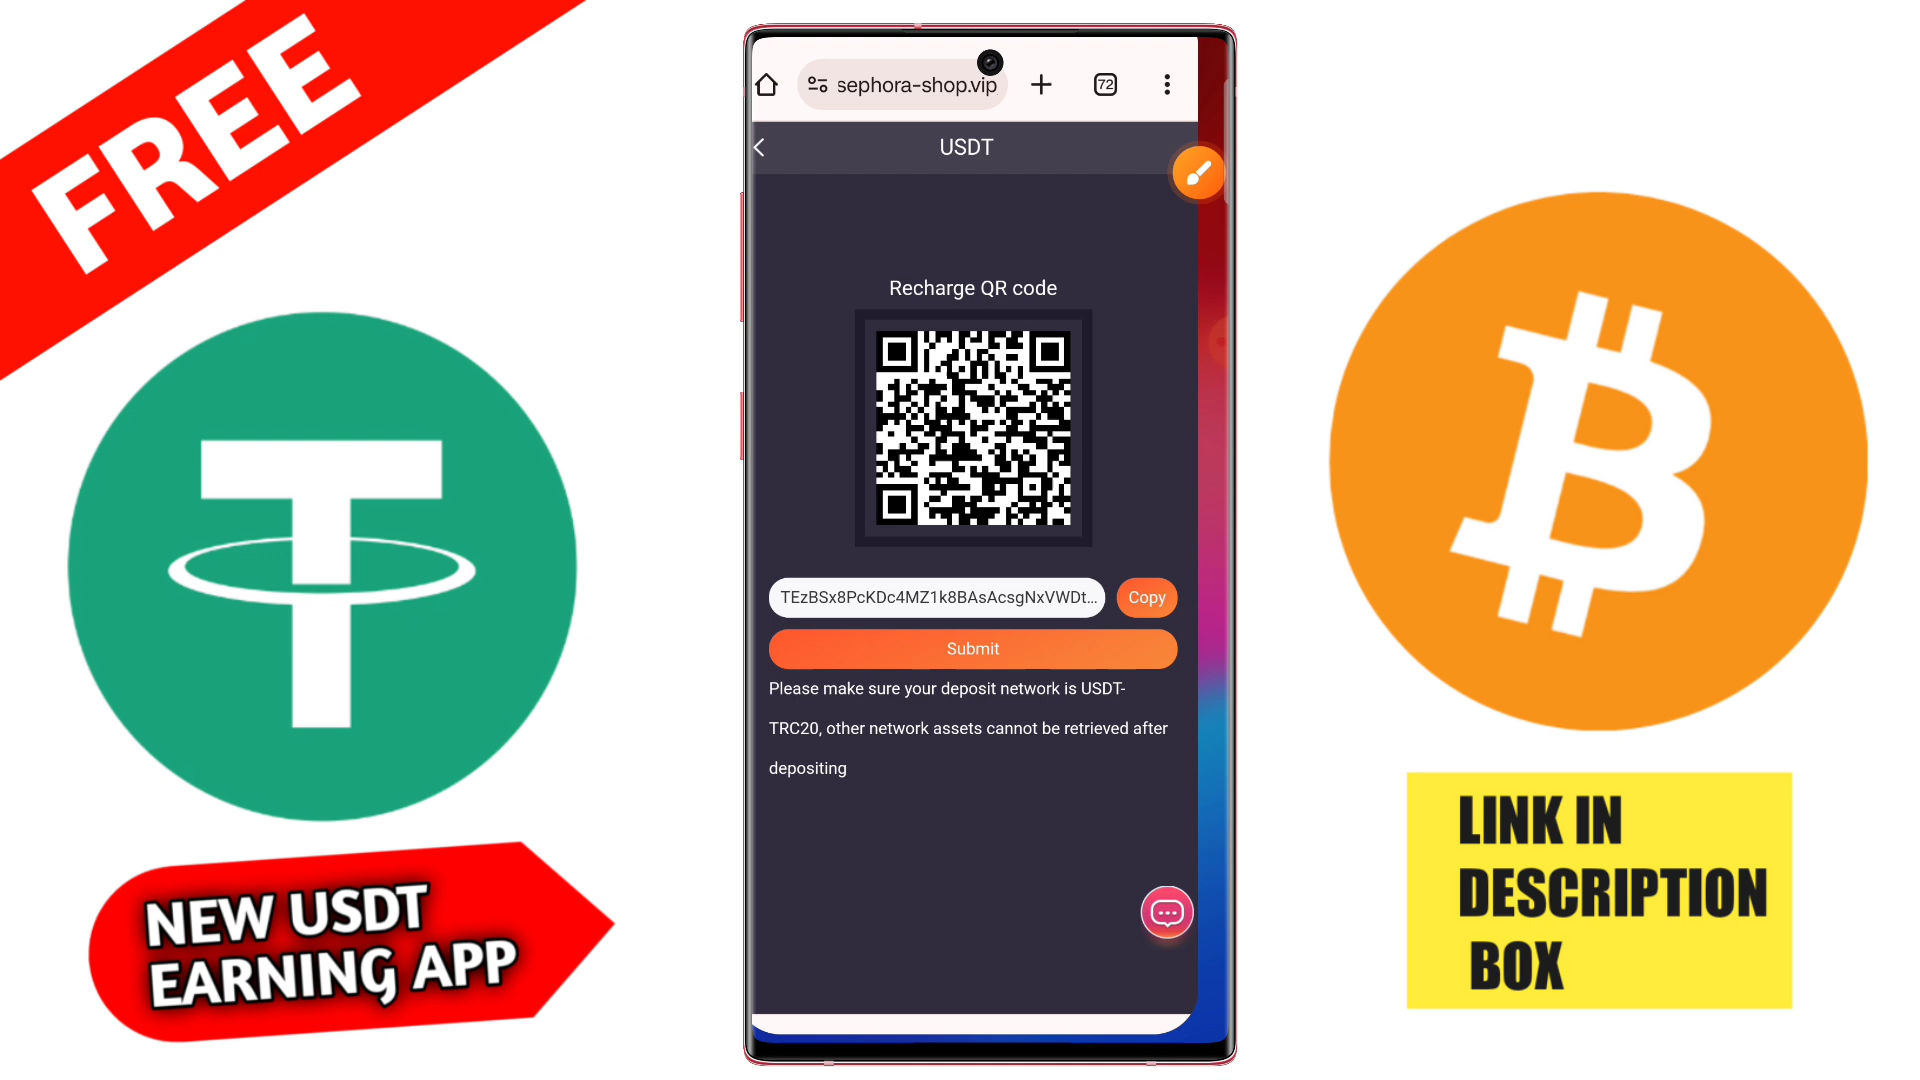 FREE
sephora-shop.vip
72
USDT
Recharge QR code
TEzBSx8PcKDc4MZ1k8BAsAcsgNxVWDt...
Copy
Submit
Please make sure your deposit network is USDT-
TRC20, other network assets cannot be retrieved after
depositing
NEW USDT
EARNING APP
LINK IN
DESCRIPTION
BOX